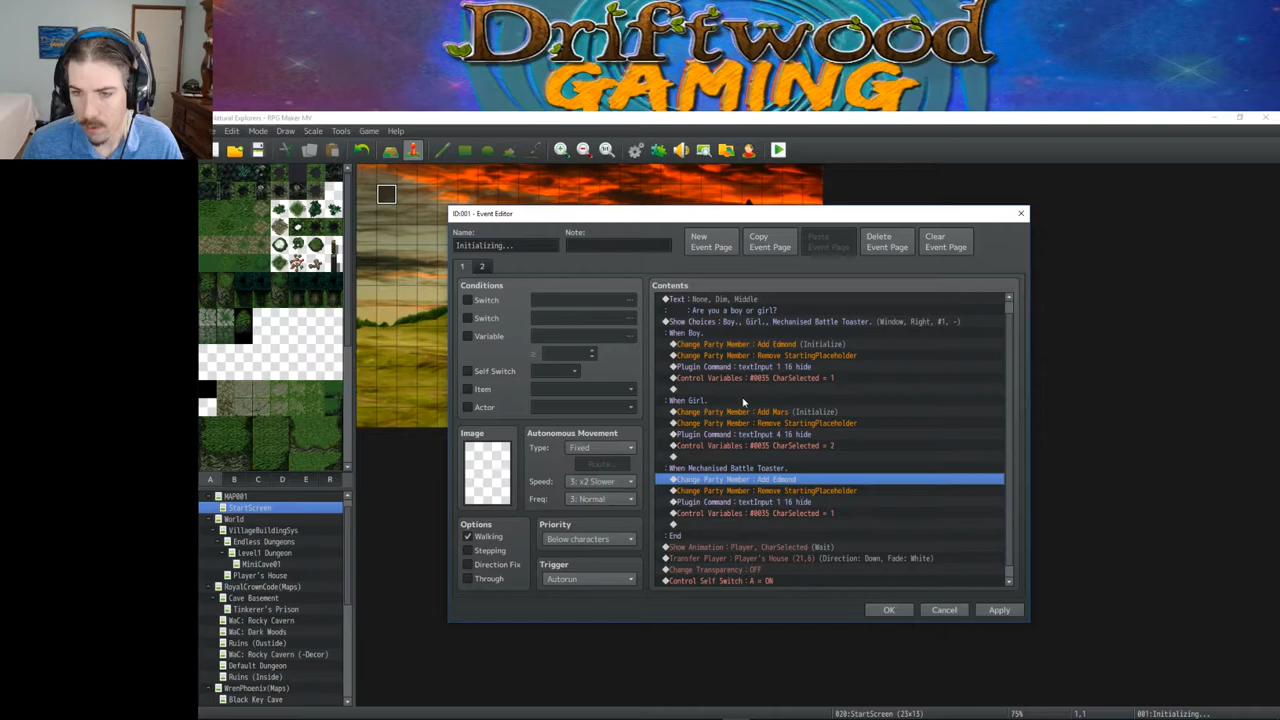 Driftwood
GAMING
atural Explorers - RPG Maker MV
Edit Mode Draw Scale Tools Game Help
ID:001 - Event Editor
Name:
Initializing...
Note:
New Event Page
Copy Event Page
Paste Event Page
Delete Event Page
Clear Event Page
1 2
Conditions
Switch
Switch
Variable
≥
Self Switch
Item
Actor
Image
Autonomous Movement
Type: Fixed
Route...
Speed: 3: x2 Slower
Freq: 3: Normal
Options
Walking
Stepping
Direction Fix
Through
Priority
Below characters
Trigger
Autorun
Contents
◆Text : None, Dim, Middle
: : Are you a boy or girl?
◆Show Choices : Boy., Girl., Mechanised Battle Toaster. (Window, Right, #1, -)
: When Boy.
◆Change Party Member : Add Edmond (Initialize)
◆Change Party Member : Remove StartingPlaceholder
◆Plugin Command : textInput 1 16 hide
◆Control Variables : #0035 CharSelected = 1
◆
: When Girl.
◆Change Party Member : Add Mars (Initialize)
◆Change Party Member : Remove StartingPlaceholder
◆Plugin Command : textInput 4 16 hide
◆Control Variables : #0035 CharSelected = 2
◆
: When Mechanised Battle Toaster.
◆Change Party Member : Add Edmond
◆Change Party Member : Remove StartingPlaceholder
◆Plugin Command : textInput 1 16 hide
◆Control Variables : #0035 CharSelected = 1
◆
: End
◆Show Animation : Player, CharSelected (Wait)
◆Transfer Player : Player's House (21,6) (Direction: Down, Fade: White)
◆Change Transparency : OFF
◆Control Self Switch : A = ON
OK Cancel Apply
A B C D E R
MAP001
StartScreen
World
VillageBuildingSys
Endless Dungeons
Level1 Dungeon
MiniCave01
Player's House
RoyalCrownCode(Maps)
Cave Basement
Tinkerer's Prison
WaC: Rocky Cavern
WaC: Dark Woods
Ruins (Oustide)
WaC: Rocky Cavern (-Decor)
Default Dungeon
Ruins (Inside)
WrenPhoenix(Maps)
Black Key Cave
020:StartScreen (23×13) 75% 1,1 001:Initializing...